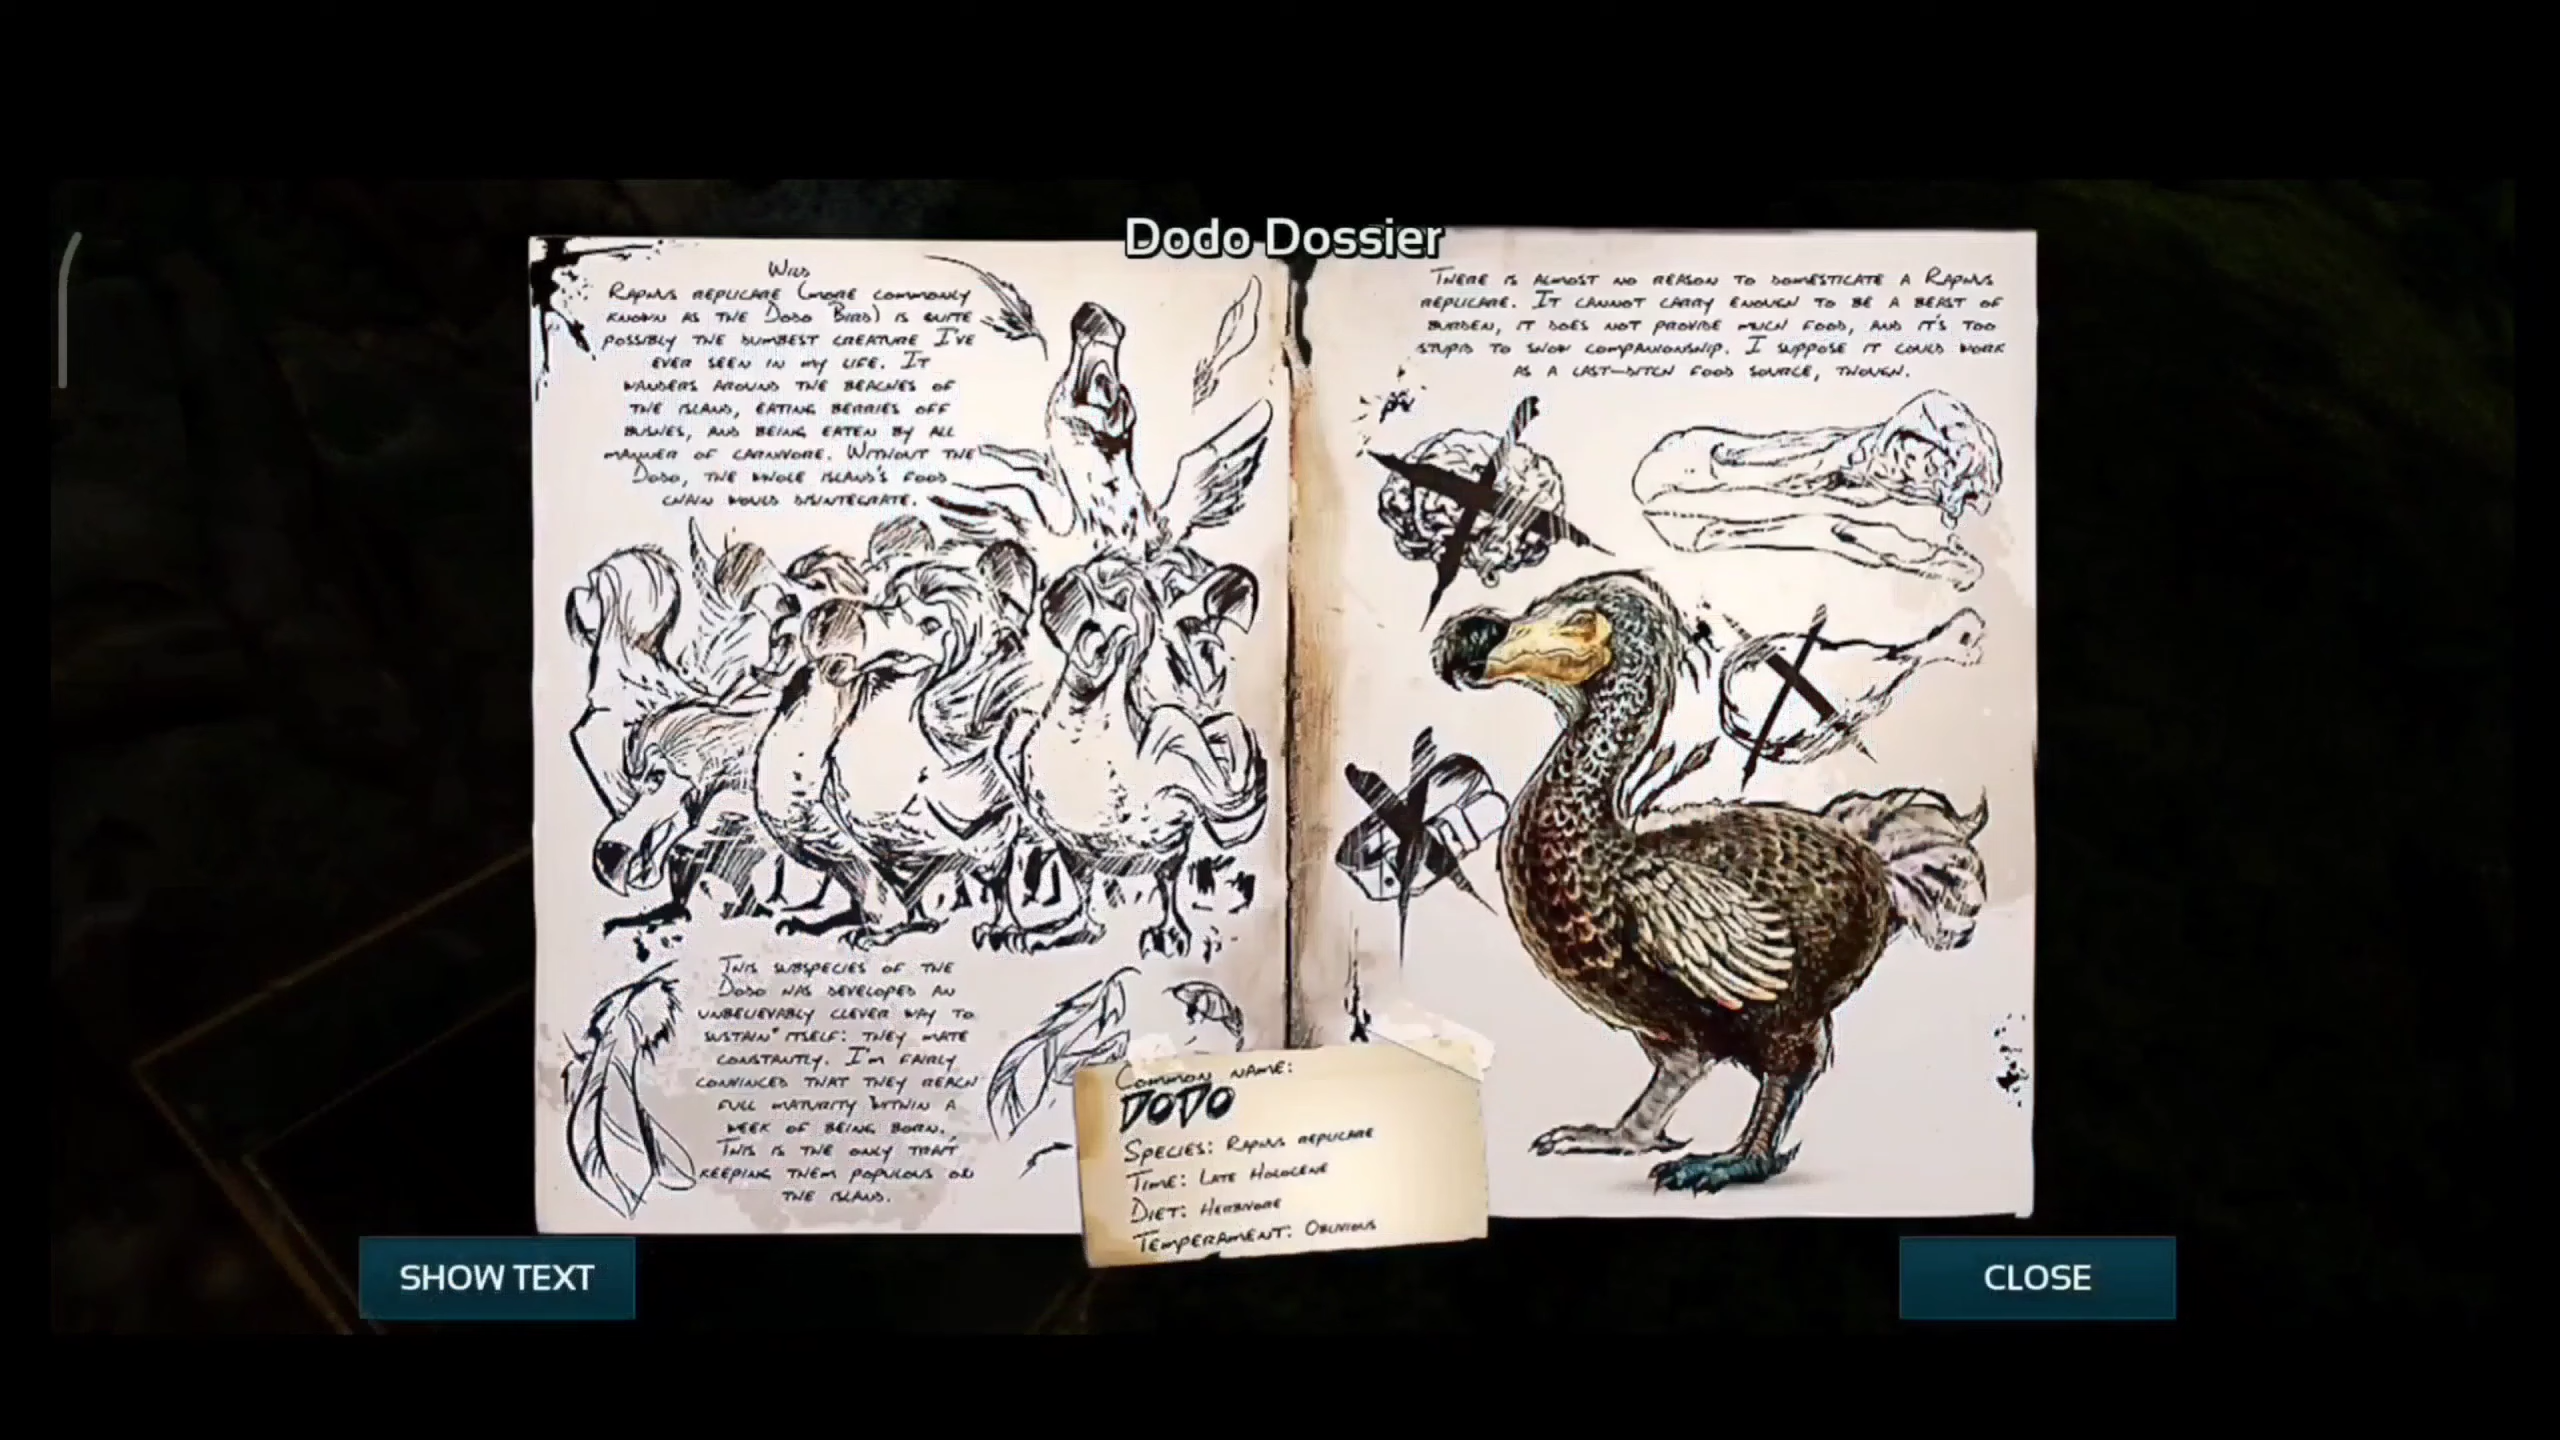 Dodo Dossier
Wild
Raphus replicare (more commonly
known as the Dodo Bird) is quite
possibly the dumbest creature I've
ever seen in my life. It
wanders around the beaches of
the island, eating berries off
bushes, and being eaten by all
manner of carnivore. Without the
Dodo, the whole island's food
chain would disintegrate.
This subspecies of the
Dodo has developed an
unbelievably clever way to
sustain itself: they mate
constantly. I'm fairly
convinced that they reach
full maturity within a
week of being born.
This is the only trait
keeping them populous on
the island.
There is almost no reason to domesticate a Raphus
replicare. It cannot carry enough to be a beast of
burden, it does not provide much food, and it's too
stupid to show companionship. I suppose it could work
as a last-ditch food source, though.
Common name:
DODO
Species: Raphus replicare
Time: Late Holocene
Diet: Herbivore
Temperament: Oblivious
SHOW TEXT
CLOSE